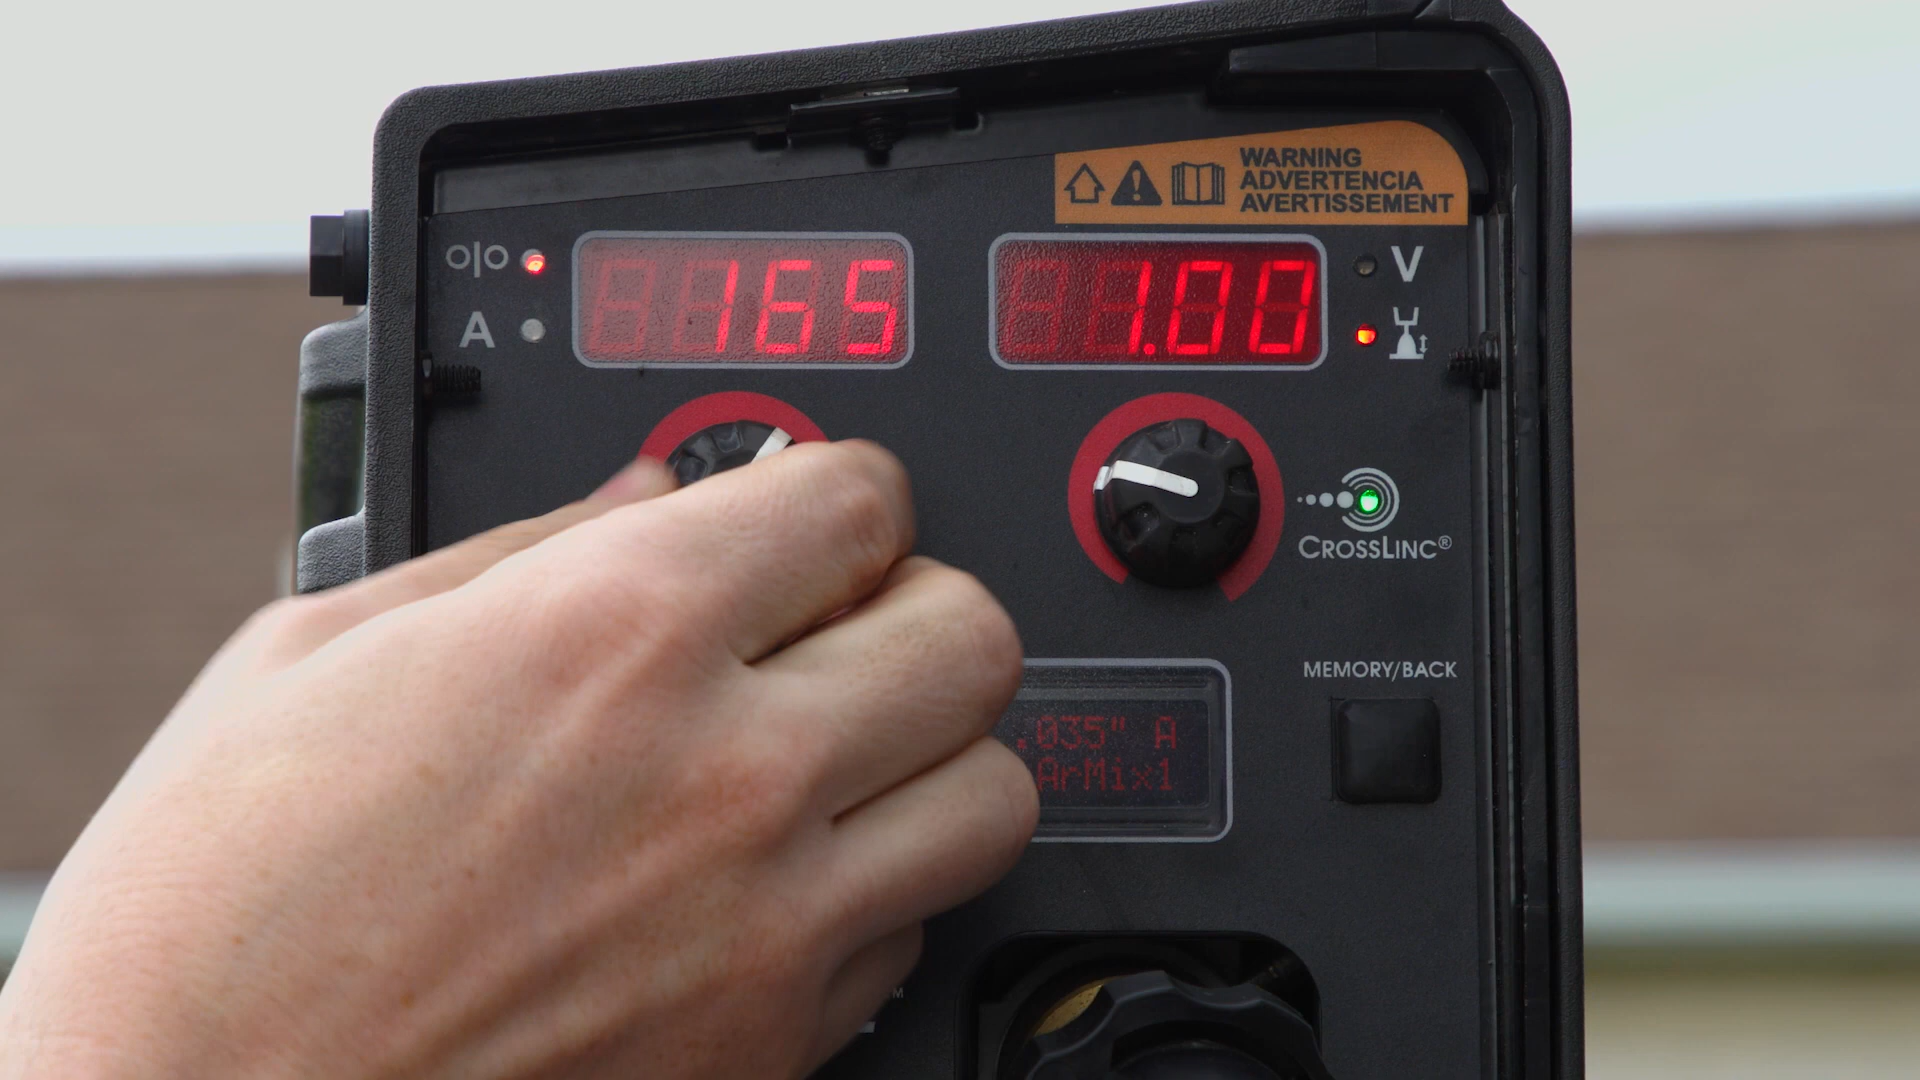 WARNING
ADVERTENCIA
AVERTISSEMENT
A
165
1.00
V
CROSSLINC®
MEMORY/BACK
.035" A
ArMix1